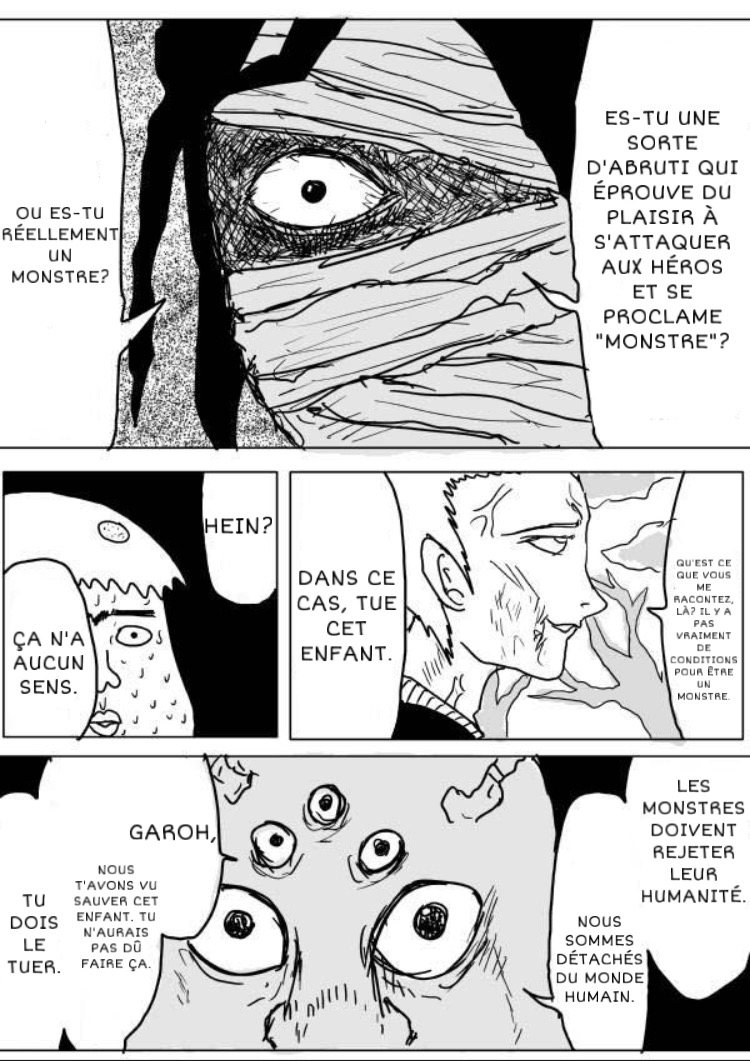 ES-TU UNE
SORTE
D'ABRUTI QUI
ÉPROUVE DU
PLAISIR À
S'ATTAQUER
AUX HÉROS
ET SE
PROCLAME
"MONSTRE"?
OU ES-TU
RÉELLEMENT
UN
MONSTRE?
QU'EST CE
QUE VOUS
ME
RACONTEZ,
LÀ? IL Y A
PAS
VRAIMENT
DE
CONDITIONS
POUR ÊTRE
UN
MONSTRE.
DANS CE
CAS, TUE
CET
ENFANT.
HEIN?
ÇA N'A
AUCUN
SENS.
LES
MONSTRES
DOIVENT
REJETER
LEUR
HUMANITÉ.
NOUS
SOMMES
DÉTACHÉS
DU MONDE
HUMAIN.
GAROH,
NOUS
T'AVONS VU
SAUVER CET
ENFANT. TU
N'AURAIS
PAS DÛ
FAIRE ÇA.
TU
DOIS
LE
TUER.